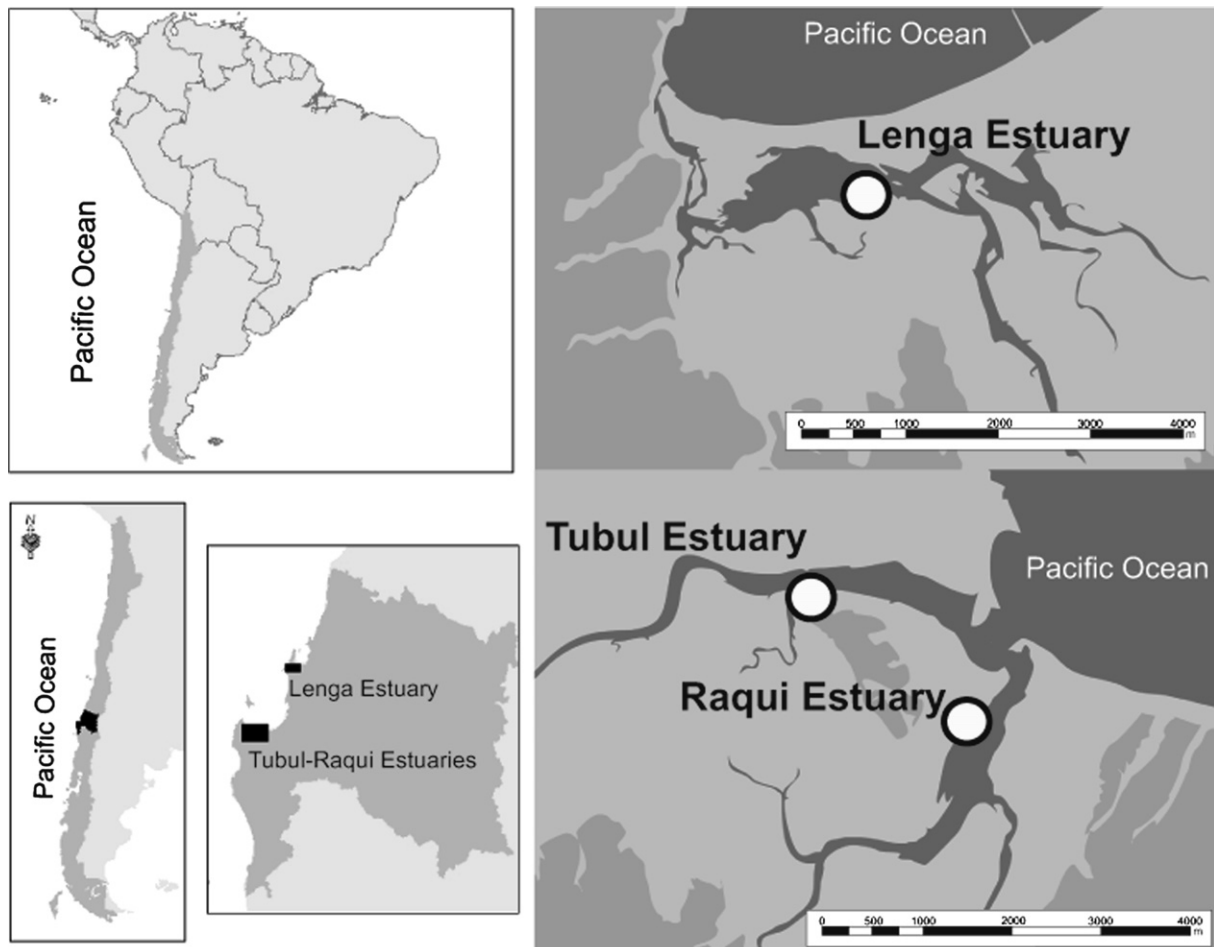 Pacific Ocean
Pacific Ocean
Lenga Estuary
0 500 1000 2000 3000 4000
m
N
Pacific Ocean
Lenga Estuary
Tubul-Raqui Estuaries
Tubul Estuary
Pacific Ocean
Raqui Estuary
0 500 1000 2000 3000 4000
m